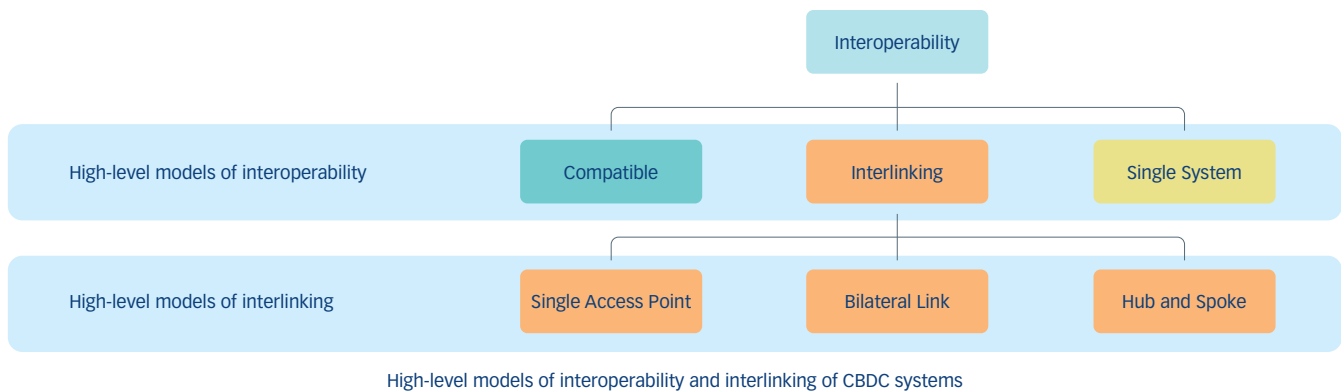 Interoperability
High-level models of interoperability
Compatible
Interlinking
Single System
High-level models of interlinking
Single Access Point
Bilateral Link
Hub and Spoke
High-level models of interoperability and interlinking of CBDC systems